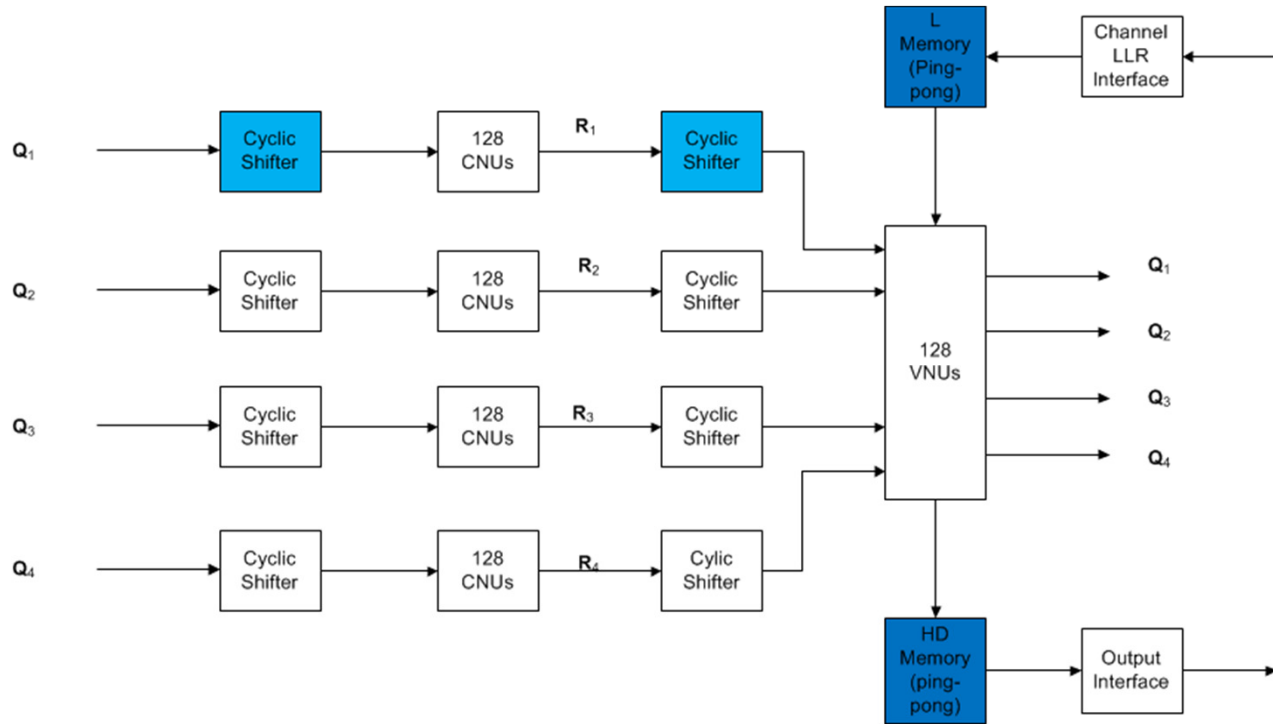 L
Memory
(Ping-
pong)
Channel
LLR
Interface
Q1
Cyclic
Shifter
128
CNUs
R1
Cyclic
Shifter
Q2
Cyclic
Shifter
128
CNUs
R2
Cyclic
Shifter
Q3
Cyclic
Shifter
128
CNUs
R3
Cyclic
Shifter
Q4
Cyclic
Shifter
128
CNUs
R4
Cylic
Shifter
128
VNUs
Q1
Q2
Q3
Q4
HD
Memory
(ping-
pong)
Output
Interface